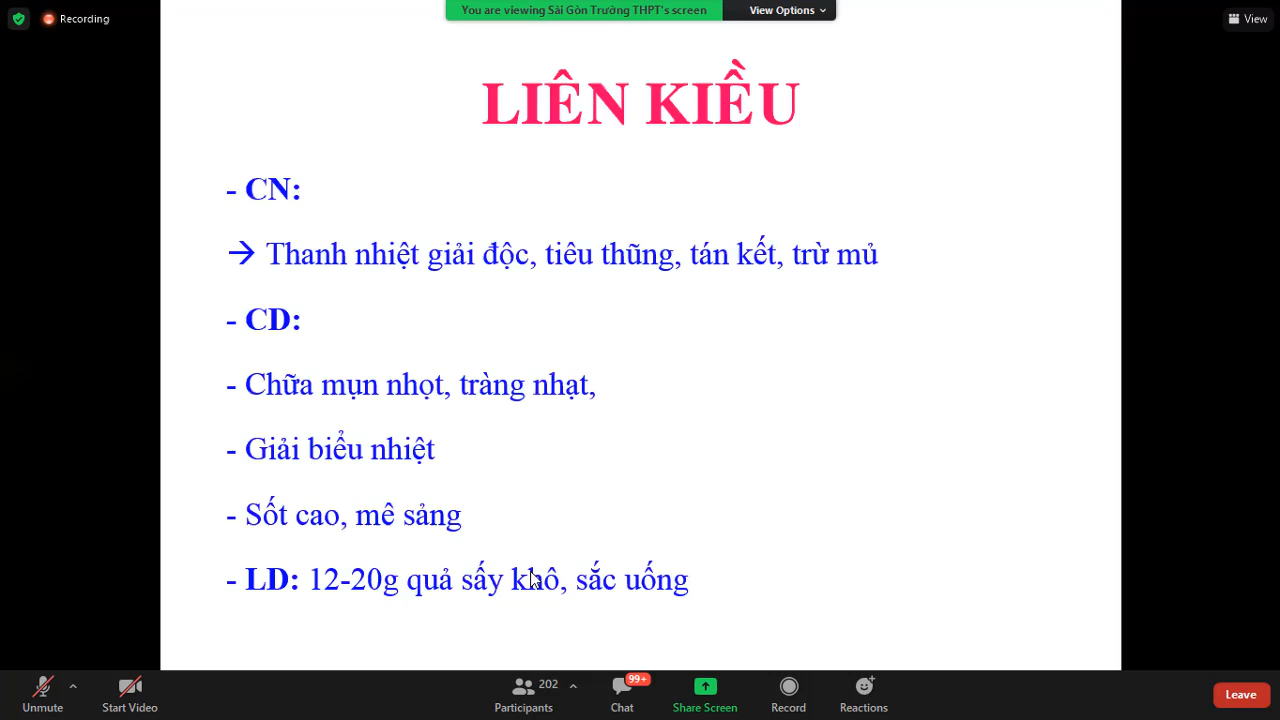 Recording
You are viewing Sài Gòn Trường THPT's screen
View Options
View
LIÊN KIỀU
- CN:
→ Thanh nhiệt giải độc, tiêu thũng, tán kết, trừ mủ
- CD:
- Chữa mụn nhọt, tràng nhạt,
- Giải biểu nhiệt
- Sốt cao, mê sảng
- LD: 12-20g quả sấy khô, sắc uống
Unmute
Start Video
202
Participants
99+
Chat
Share Screen
Record
Reactions
Leave